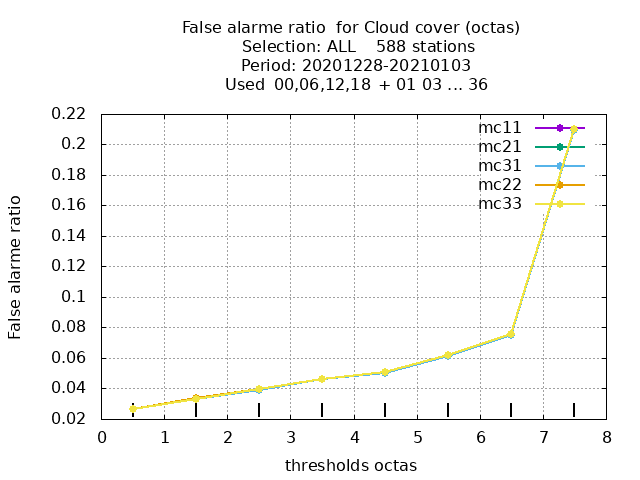 False alarme ratio  for Cloud cover (octas)
Selection: ALL    588 stations
Period: 20201228-20210103
Used  00,06,12,18  + 01 03 ... 36
0.22
0.2
0.18
0.16
0.14
0.12
0.1
0.08
0.06
0.04
0.02
False alarme ratio
mc11
mc21
mc31
mc22
mc33
0 1 2 3 4 5 6 7 8
thresholds octas